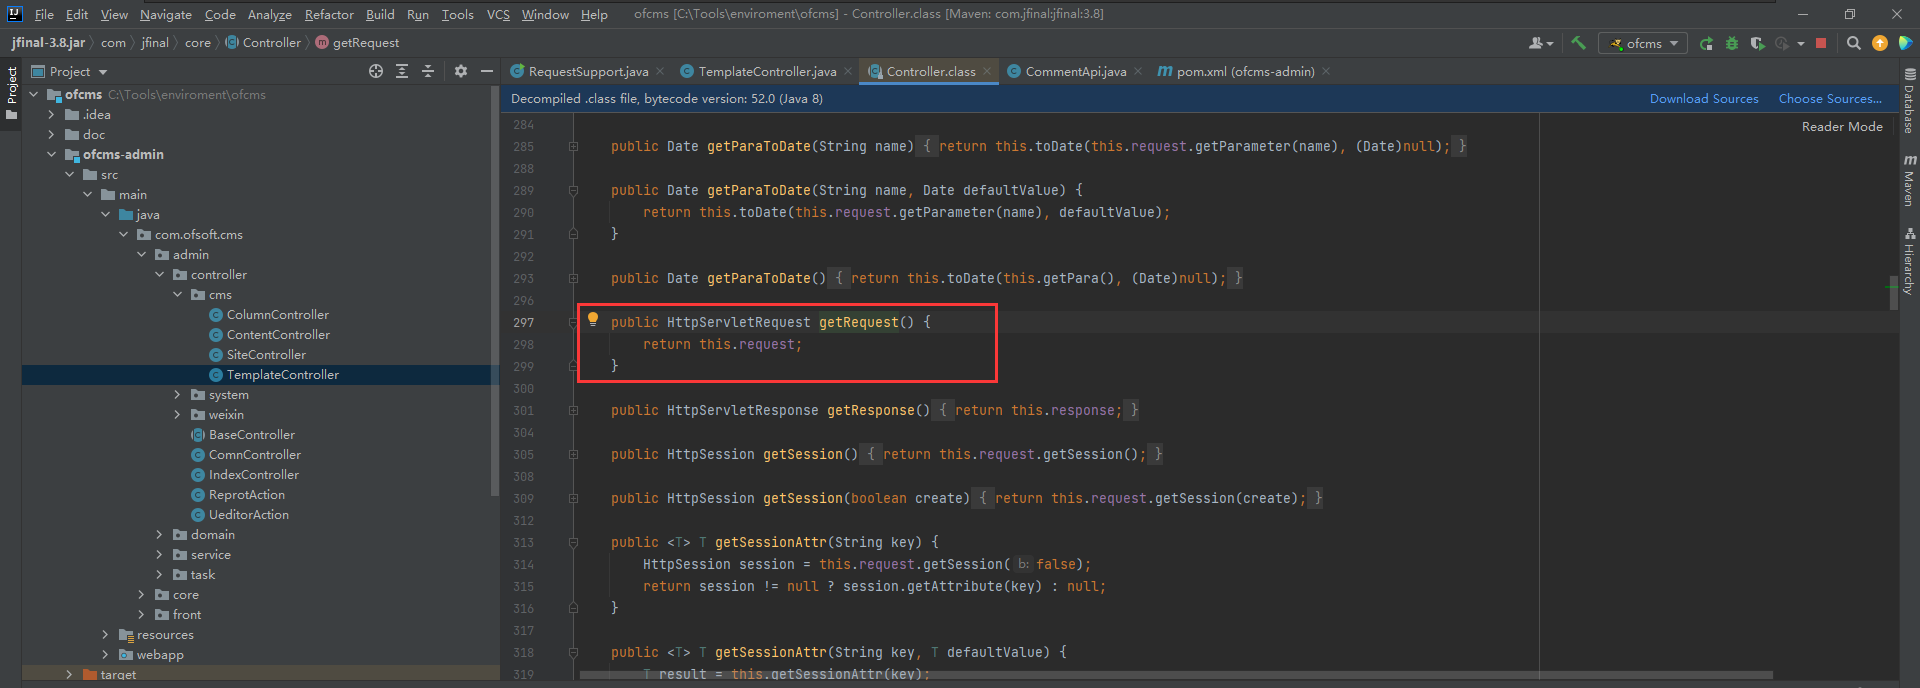 File Edit View Navigate Code Analyze Refactor Build Run Tools VCS Window Help ofcms [C:\Tools\enviroment\ofcms] - Controller.class [Maven: com.jfinal:jfinal:3.8]
jfinal-3.8.jar com jfinal core Controller getRequest ofcms
Project RequestSupport.java TemplateController.java Controller.class CommentApi.java pom.xml (ofcms-admin)
Project
Database
Maven
Hierarchy
ofcms C:\Tools\enviroment\ofcms
.idea
doc
ofcms-admin
src
main
java
com.ofsoft.cms
admin
controller
cms
ColumnController
ContentController
SiteController
TemplateController
system
weixin
BaseController
ComnController
IndexController
ReprotAction
UeditorAction
domain
service
task
core
front
resources
webapp
target
Decompiled .class file, bytecode version: 52.0 (Java 8) Download Sources Choose Sources...
Reader Mode
284
285 public Date getParaToDate(String name) { return this.toDate(this.request.getParameter(name), (Date)null); }
288
289 public Date getParaToDate(String name, Date defaultValue) {
290 return this.toDate(this.request.getParameter(name), defaultValue);
291 }
292
293 public Date getParaToDate() { return this.toDate(this.getPara(), (Date)null); }
296
297 public HttpServletRequest getRequest() {
298 return this.request;
299 }
300
301 public HttpServletResponse getResponse() { return this.response; }
304
305 public HttpSession getSession() { return this.request.getSession(); }
308
309 public HttpSession getSession(boolean create) { return this.request.getSession(create); }
312
313 public <T> T getSessionAttr(String key) {
314 HttpSession session = this.request.getSession( b: false);
315 return session != null ? session.getAttribute(key) : null;
316 }
317
318 public <T> T getSessionAttr(String key, T defaultValue) {
319 T result = this.getSessionAttr(key);